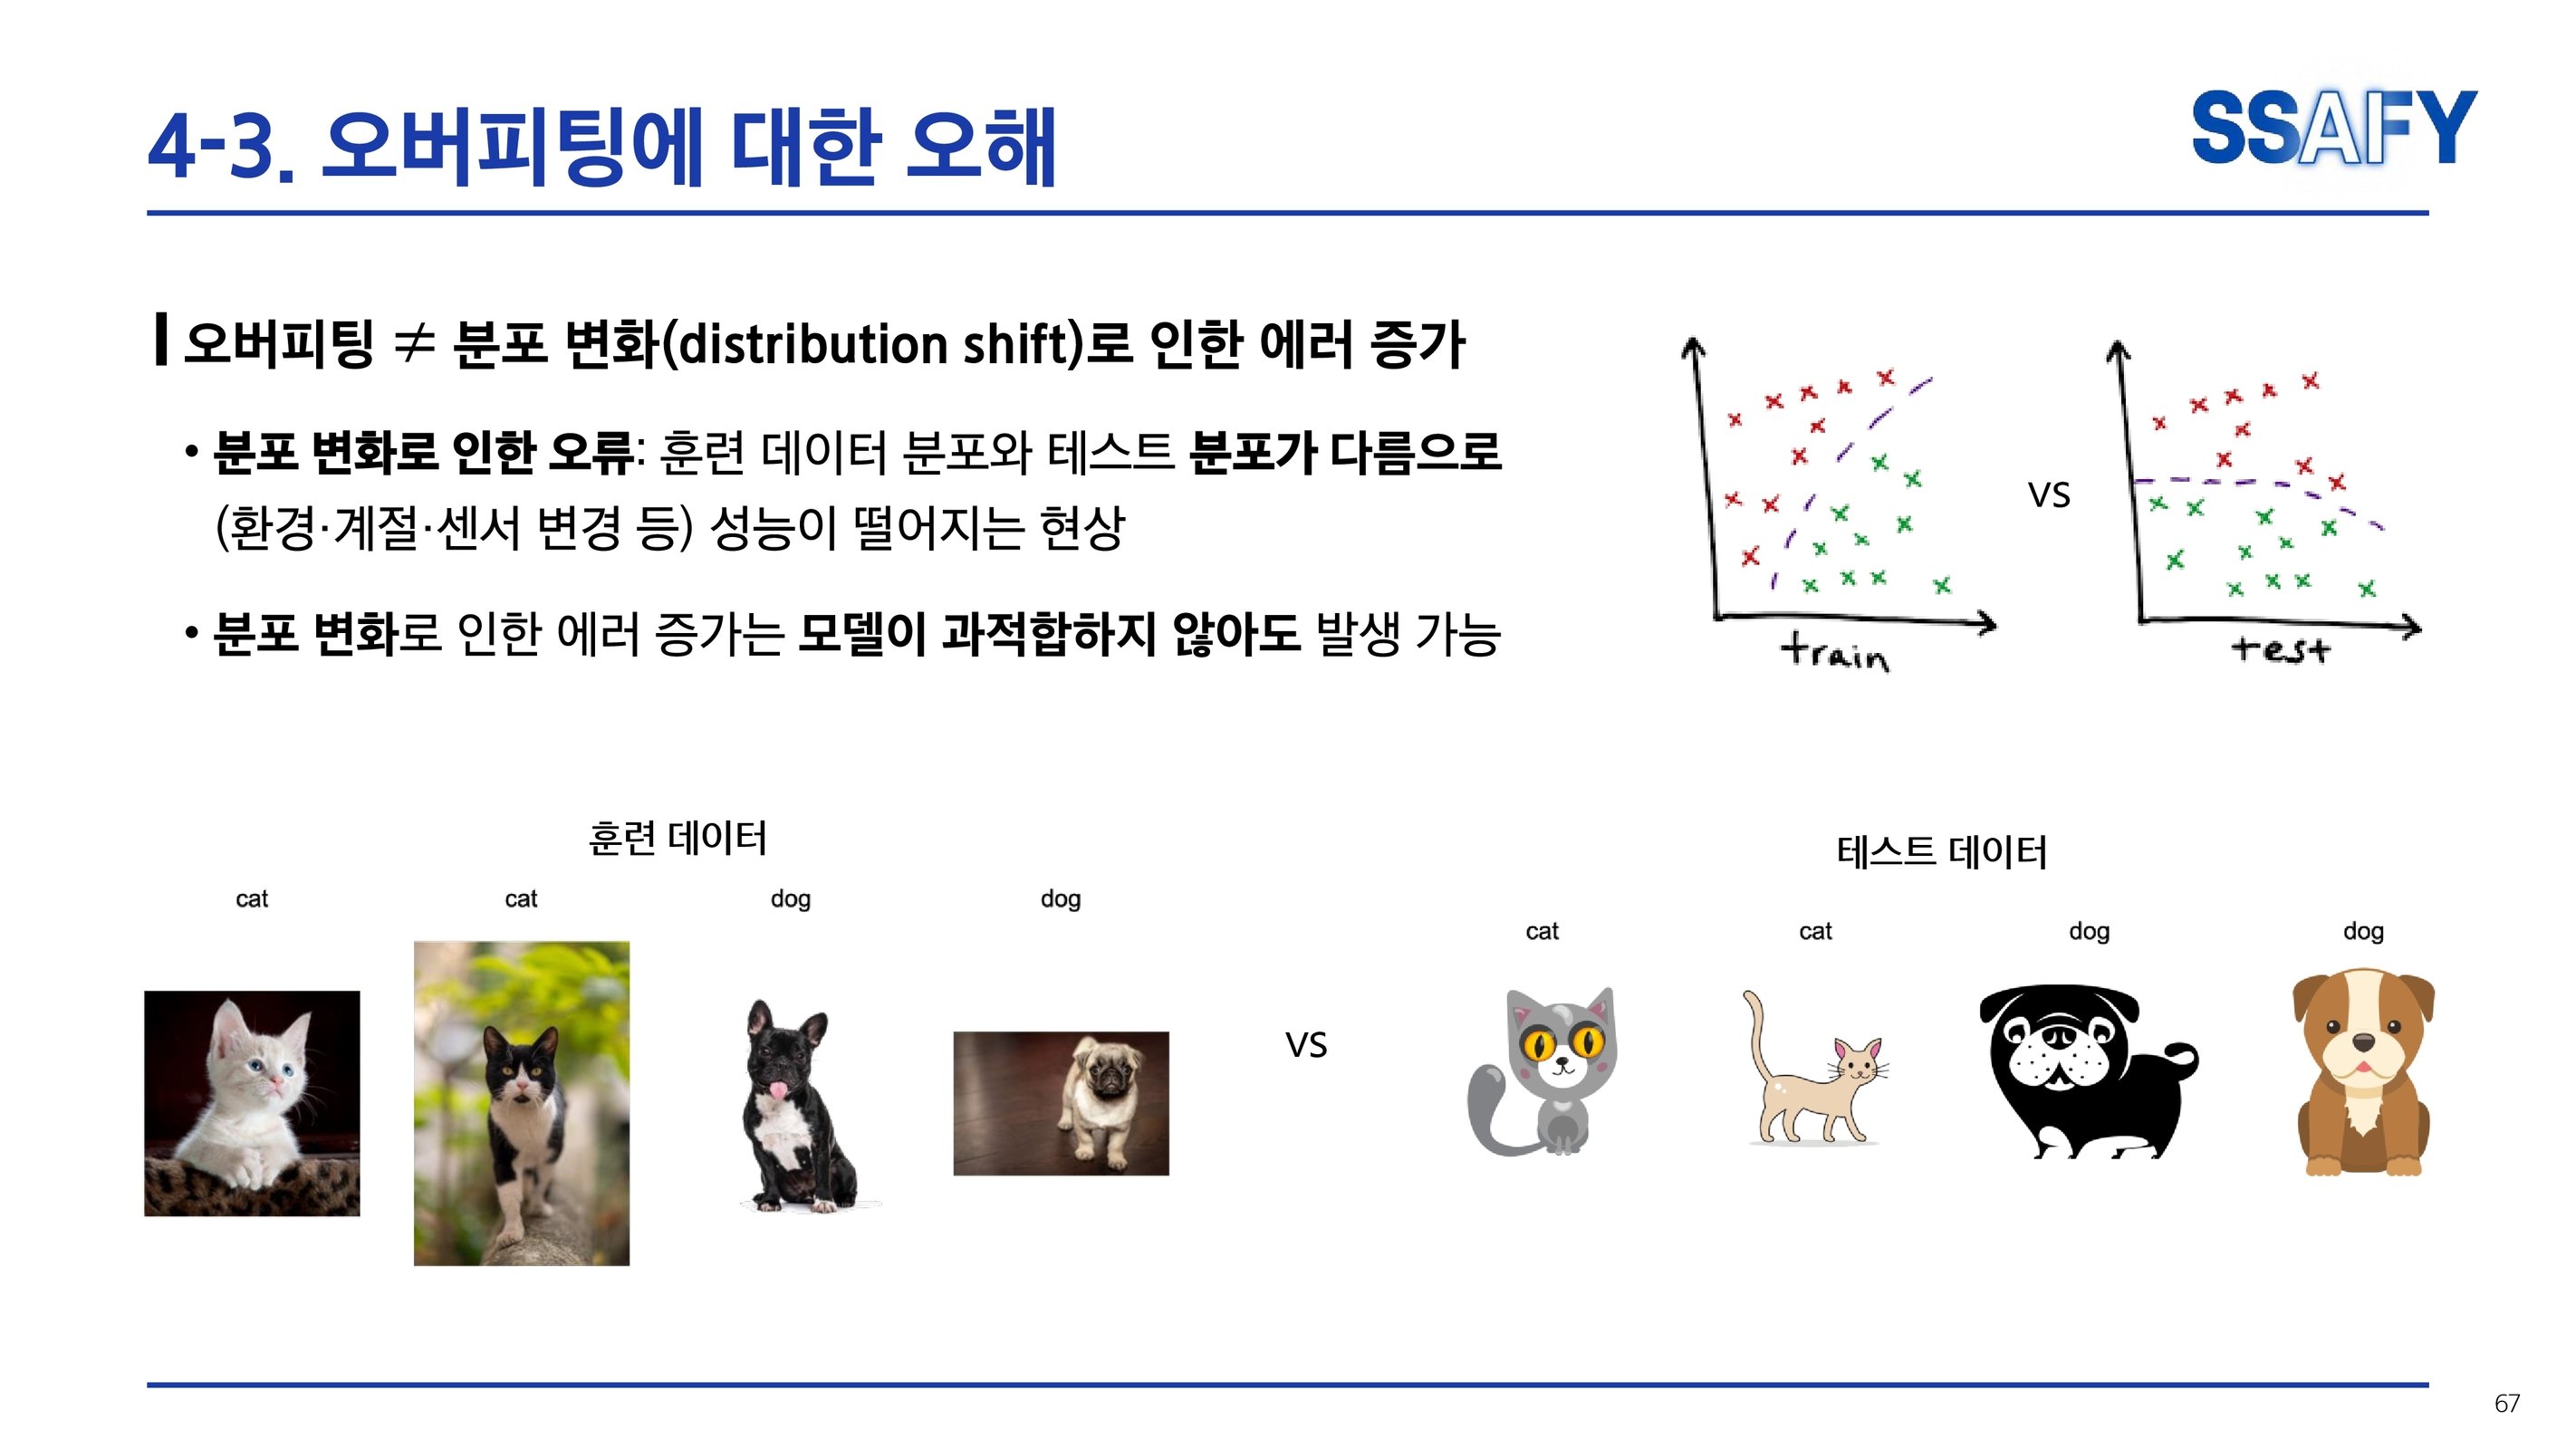 4-3. 오버피팅에 대한 오해
SSAFY
오버피팅 ≠ 분포 변화(distribution shift)로 인한 에러 증가
• 분포 변화로 인한 오류: 훈련 데이터 분포와 테스트 분포가 다름으로
(환경·계절·센서 변경 등) 성능이 떨어지는 현상
• 분포 변화로 인한 에러 증가는 모델이 과적합하지 않아도 발생 가능
train
vs
test
훈련 데이터
cat
cat
dog
dog
vs
테스트 데이터
cat
cat
dog
dog
67